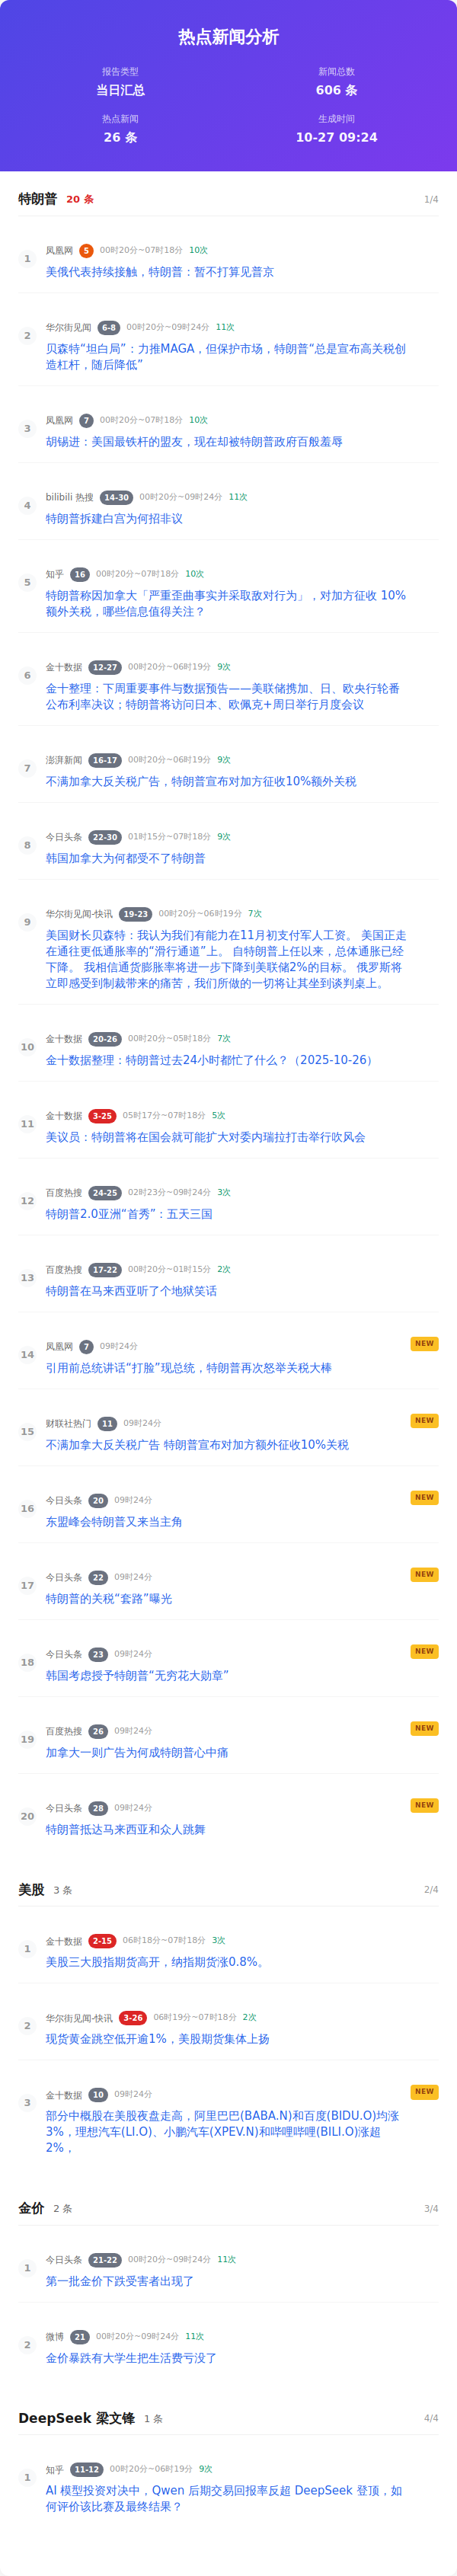 热点新闻分析
报告类型
当日汇总
新闻总数
606 条
热点新闻
26 条
生成时间
10-27 09:24
特朗普 20 条 1/4
1
凤凰网 5 00时20分~07时18分 10次
美俄代表持续接触，特朗普：暂不打算见普京
2
华尔街见闻 6-8 00时20分~09时24分 11次
贝森特“坦白局”：力推MAGA，但保护市场，特朗普“总是宣布高关税创
造杠杆，随后降低”
3
凤凰网 7 00时20分~07时18分 10次
胡锡进：美国最铁杆的盟友，现在却被特朗普政府百般羞辱
4
bilibili 热搜 14-30 00时20分~09时24分 11次
特朗普拆建白宫为何招非议
5
知乎 16 00时20分~07时18分 10次
特朗普称因加拿大「严重歪曲事实并采取敌对行为」，对加方征收 10%
额外关税，哪些信息值得关注？
6
金十数据 12-27 00时20分~06时19分 9次
金十整理：下周重要事件与数据预告——美联储携加、日、欧央行轮番
公布利率决议；特朗普将访问日本、欧佩克+周日举行月度会议
7
澎湃新闻 16-17 00时20分~06时19分 9次
不满加拿大反关税广告，特朗普宣布对加方征收10%额外关税
8
今日头条 22-30 01时15分~07时18分 9次
韩国加拿大为何都受不了特朗普
9
华尔街见闻-快讯 19-23 00时20分~06时19分 7次
美国财长贝森特：我认为我们有能力在11月初支付军人工资。 美国正走
在通往更低通胀率的“滑行通道”上。 自特朗普上任以来，总体通胀已经
下降。 我相信通货膨胀率将进一步下降到美联储2%的目标。 俄罗斯将
立即感受到制裁带来的痛苦，我们所做的一切将让其坐到谈判桌上。
10
金十数据 20-26 00时20分~05时18分 7次
金十数据整理：特朗普过去24小时都忙了什么？（2025-10-26）
11
金十数据 3-25 05时17分~07时18分 5次
美议员：特朗普将在国会就可能扩大对委内瑞拉打击举行吹风会
12
百度热搜 24-25 02时23分~09时24分 3次
特朗普2.0亚洲“首秀”：五天三国
13
百度热搜 17-22 00时20分~01时15分 2次
特朗普在马来西亚听了个地狱笑话
14
凤凰网 7 09时24分 NEW
引用前总统讲话“打脸”现总统，特朗普再次怒举关税大棒
15
财联社热门 11 09时24分 NEW
不满加拿大反关税广告 特朗普宣布对加方额外征收10%关税
16
今日头条 20 09时24分 NEW
东盟峰会特朗普又来当主角
17
今日头条 22 09时24分 NEW
特朗普的关税“套路”曝光
18
今日头条 23 09时24分 NEW
韩国考虑授予特朗普“无穷花大勋章”
19
百度热搜 26 09时24分 NEW
加拿大一则广告为何成特朗普心中痛
20
今日头条 28 09时24分 NEW
特朗普抵达马来西亚和众人跳舞
美股 3 条 2/4
1
金十数据 2-15 06时18分~07时18分 3次
美股三大股指期货高开，纳指期货涨0.8%。
2
华尔街见闻-快讯 3-26 06时19分~07时18分 2次
现货黄金跳空低开逾1%，美股期货集体上扬
3
金十数据 10 09时24分 NEW
部分中概股在美股夜盘走高，阿里巴巴(BABA.N)和百度(BIDU.O)均涨
3%，理想汽车(LI.O)、小鹏汽车(XPEV.N)和哔哩哔哩(BILI.O)涨超
2%，
金价 2 条 3/4
1
今日头条 21-22 00时20分~09时24分 11次
第一批金价下跌受害者出现了
2
微博 21 00时20分~09时24分 11次
金价暴跌有大学生把生活费亏没了
DeepSeek 梁文锋 1 条 4/4
1
知乎 11-12 00时20分~06时19分 9次
AI 模型投资对决中，Qwen 后期交易回报率反超 DeepSeek 登顶，如
何评价该比赛及最终结果？